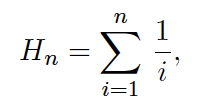 $H_n = \sum_{i=1}^{n} \frac{1}{i},$